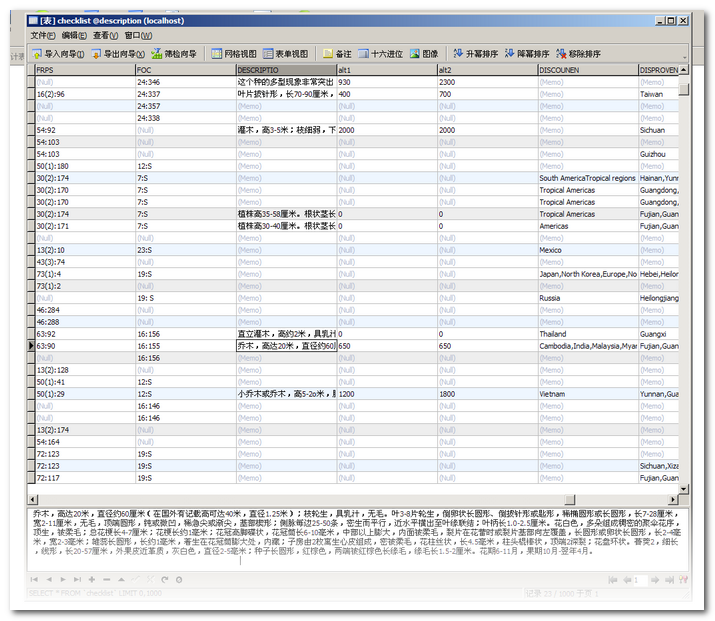 [表] checklist @description (localhost)
文件(F) 编辑(E) 查看(V) 窗口(W)
导入向导(I) 导出向导(X) 筛检向导 网格视图 表单视图 备注 十六进位 图像 升幂排序 降幂排序 移除排序
FRPS FOC DESCRIPTIO alt1 alt2 DISCOUNEN DISPROVEN
(Null) 24:346 这个种的多型现象非常突出 930 2300 (Memo) (Memo)
16(2):96 24:337 叶片披针形，长70-90厘米， 400 700 (Memo) Taiwan
(Null) 24:357 (Memo) (Null) (Null) (Memo) (Memo)
(Null) 24:338 (Memo) (Null) (Null) (Memo) (Memo)
54:92 (Null) 灌木，高3-5米；枝细弱，下 2000 2000 (Memo) Sichuan
54:103 (Null) (Memo) (Null) (Null) (Memo) (Memo)
54:103 (Null) (Memo) (Null) (Null) (Memo) Guizhou
50(1):180 12:S (Memo) (Null) (Null) (Memo) (Memo)
30(2):174 7:S (Memo) (Null) (Null) South AmericaTropical regions Hainan,Yunn
30(2):170 7:S (Memo) (Null) (Null) Tropical Americas Guangdong,
30(2):170 7:S (Memo) (Null) (Null) Tropical Americas Guangdong,
30(2):174 7:S 植株高35-58厘米。根状茎长 0 0 Tropical Americas Fujian,Guan
30(2):171 7:S 植株高30-40厘米。根状茎长 0 0 Americas Fujian,Guan
(Null) (Null) (Memo) (Null) (Null) (Memo) (Memo)
13(2):10 23:S (Memo) (Null) (Null) Mexico (Memo)
43(3):74 (Null) (Memo) (Null) (Null) (Memo) (Memo)
73(1):4 19:S (Memo) (Null) (Null) Japan,North Korea,Europe,No Hebei,Heilon
73(1):2 (Null) (Memo) (Null) (Null) (Memo) (Memo)
(Null) 19: S (Memo) (Null) (Null) Russia Heilongjiang
46:284 (Null) (Memo) (Null) (Null) (Memo) (Memo)
46:288 (Null) (Memo) (Null) (Null) (Memo) (Memo)
63:92 16:156 直立灌木，高约2米，具乳汁 0 0 Thailand Guangxi
63:90 16:155 乔木，高达20米，直径约60厘 650 650 Cambodia,India,Malaysia,Myar Fujian,Guan
(Null) 16:156 (Memo) (Null) (Null) (Memo) (Memo)
13(2):128 (Null) (Memo) (Null) (Null) (Memo) (Memo)
50(1):41 12:S (Memo) (Null) (Null) (Memo) (Memo)
50(1):29 12:S 小乔木或乔木，高5-20米， 1200 1800 Vietnam Yunnan,Gua
(Null) 16:146 (Memo) (Null) (Null) (Memo) (Memo)
(Null) 16:146 (Memo) (Null) (Null) (Memo) (Memo)
13(2):174 (Null) (Memo) (Null) (Null) (Memo) (Memo)
54:164 (Null) (Memo) (Null) (Null) (Memo) (Memo)
72:123 19:S (Memo) (Null) (Null) (Memo) (Memo)
72:123 19:S (Memo) (Null) (Null) (Memo) Sichuan,Xiza
72:117 19:S (Memo) (Null) (Null) (Memo) Fujian,Guan
乔木，高达20米，直径约60厘米（在国外有记载高可达40米，直径1.25米）；枝轮生，具乳汁，无毛。叶3-8片轮生，倒卵状长圆形、倒披针形或匙形，稀椭圆形或长圆形，长7-28厘米，
宽2-11厘米，无毛，顶端圆形，钝或微凹，稀急尖或渐尖，基部楔形；侧脉每边25-50条，密生而平行，近水平横出至叶缘联结；叶柄长1.0-2.5厘米。花白色，多朵组成稠密的聚伞花序，
顶生，被柔毛；总花梗长4-7厘米；花梗长约1毫米；花冠高脚碟状，花冠筒长6-10毫米，中部以上膨大，内面被柔毛，裂片在花蕾时或裂片基部向左覆盖，长圆形或卵状长圆形，长2-4毫
米，宽2-3毫米；雄蕊长圆形，长约1毫米，着生在花冠筒膨大处，内藏；子房由2枚离生心皮组成，密被柔毛，花柱丝状，长4.5毫米，柱头棍棒状，顶端2深裂；花盘环状。蓇葖2，细长
，线形，长20-57厘米，外果皮近革质，灰白色，直径2-5毫米；种子长圆形，红棕色，两端被红棕色长缘毛，缘毛长1.5-2厘米。花期6-11月，果期10月-翌年4月。
1
SELECT * FROM `checklist` LIMIT 0, 1000
记录 23 / 1000 于页 1